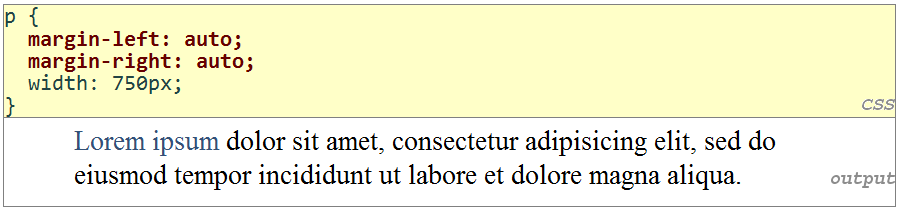 p {
  margin-left: auto;
  margin-right: auto;
  width: 750px;
}
CSS
Lorem ipsum dolor sit amet, consectetur adipisicing elit, sed do
eiusmod tempor incididunt ut labore et dolore magna aliqua.
output